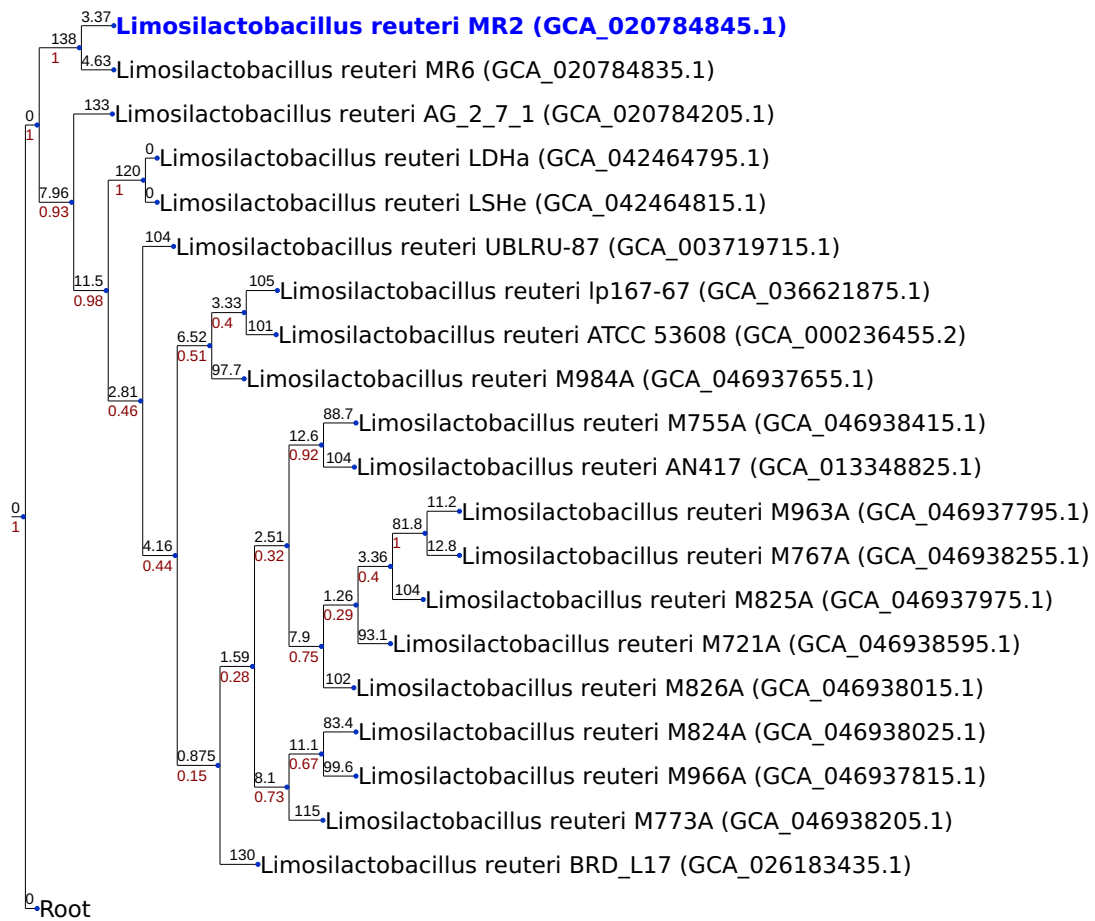 3.37
Limosilactobacillus reuteri MR2 (GCA_020784845.1)
138
1
4.63
Limosilactobacillus reuteri MR6 (GCA_020784835.1)
0
1
133
Limosilactobacillus reuteri AG_2_7_1 (GCA_020784205.1)
0
Limosilactobacillus reuteri LDHa (GCA_042464795.1)
120
1
7.96
0.93
0
Limosilactobacillus reuteri LSHe (GCA_042464815.1)
104
Limosilactobacillus reuteri UBLRU-87 (GCA_003719715.1)
11.5
0.98
105
Limosilactobacillus reuteri lp167-67 (GCA_036621875.1)
3.33
0.4
101
Limosilactobacillus reuteri ATCC 53608 (GCA_000236455.2)
6.52
0.51
97.7
Limosilactobacillus reuteri M984A (GCA_046937655.1)
2.81
0.46
88.7
Limosilactobacillus reuteri M755A (GCA_046938415.1)
12.6
0.92
104
Limosilactobacillus reuteri AN417 (GCA_013348825.1)
0
1
11.2
Limosilactobacillus reuteri M963A (GCA_046937795.1)
81.8
1
2.51
0.32
4.16
0.44
12.8
Limosilactobacillus reuteri M767A (GCA_046938255.1)
3.36
0.4
104
Limosilactobacillus reuteri M825A (GCA_046937975.1)
1.26
0.29
93.1
Limosilactobacillus reuteri M721A (GCA_046938595.1)
7.9
0.75
1.59
0.28
102
Limosilactobacillus reuteri M826A (GCA_046938015.1)
83.4
Limosilactobacillus reuteri M824A (GCA_046938025.1)
11.1
0.67
0.875
0.15
99.6
Limosilactobacillus reuteri M966A (GCA_046937815.1)
8.1
0.73
115
Limosilactobacillus reuteri M773A (GCA_046938205.1)
130
Limosilactobacillus reuteri BRD_L17 (GCA_026183435.1)
0
Root